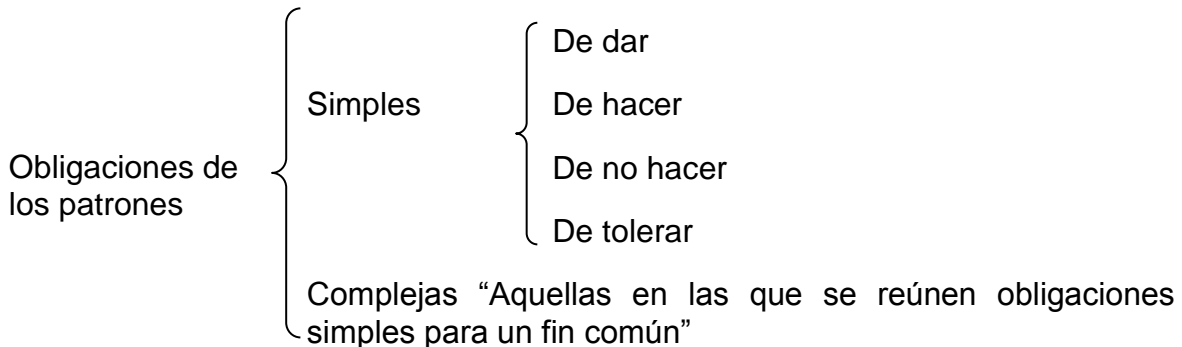 Obligaciones de
los patrones
Simples
De dar
De hacer
De no hacer
De tolerar
Complejas “Aquellas en las que se reúnen obligaciones
simples para un fin común”